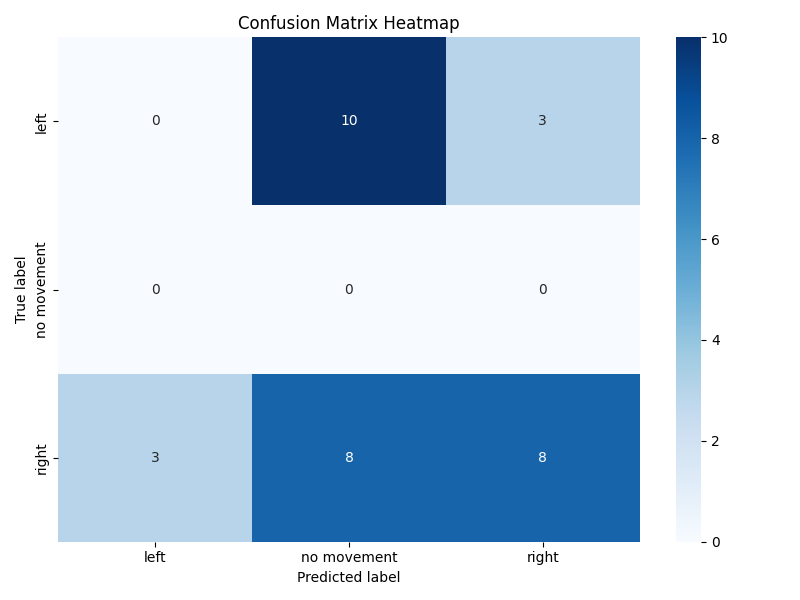 Confusion Matrix Heatmap
True label
left
no movement
right
0 10 3
0 0 0
3 8 8
left no movement right
Predicted label
10
8
6
4
2
0